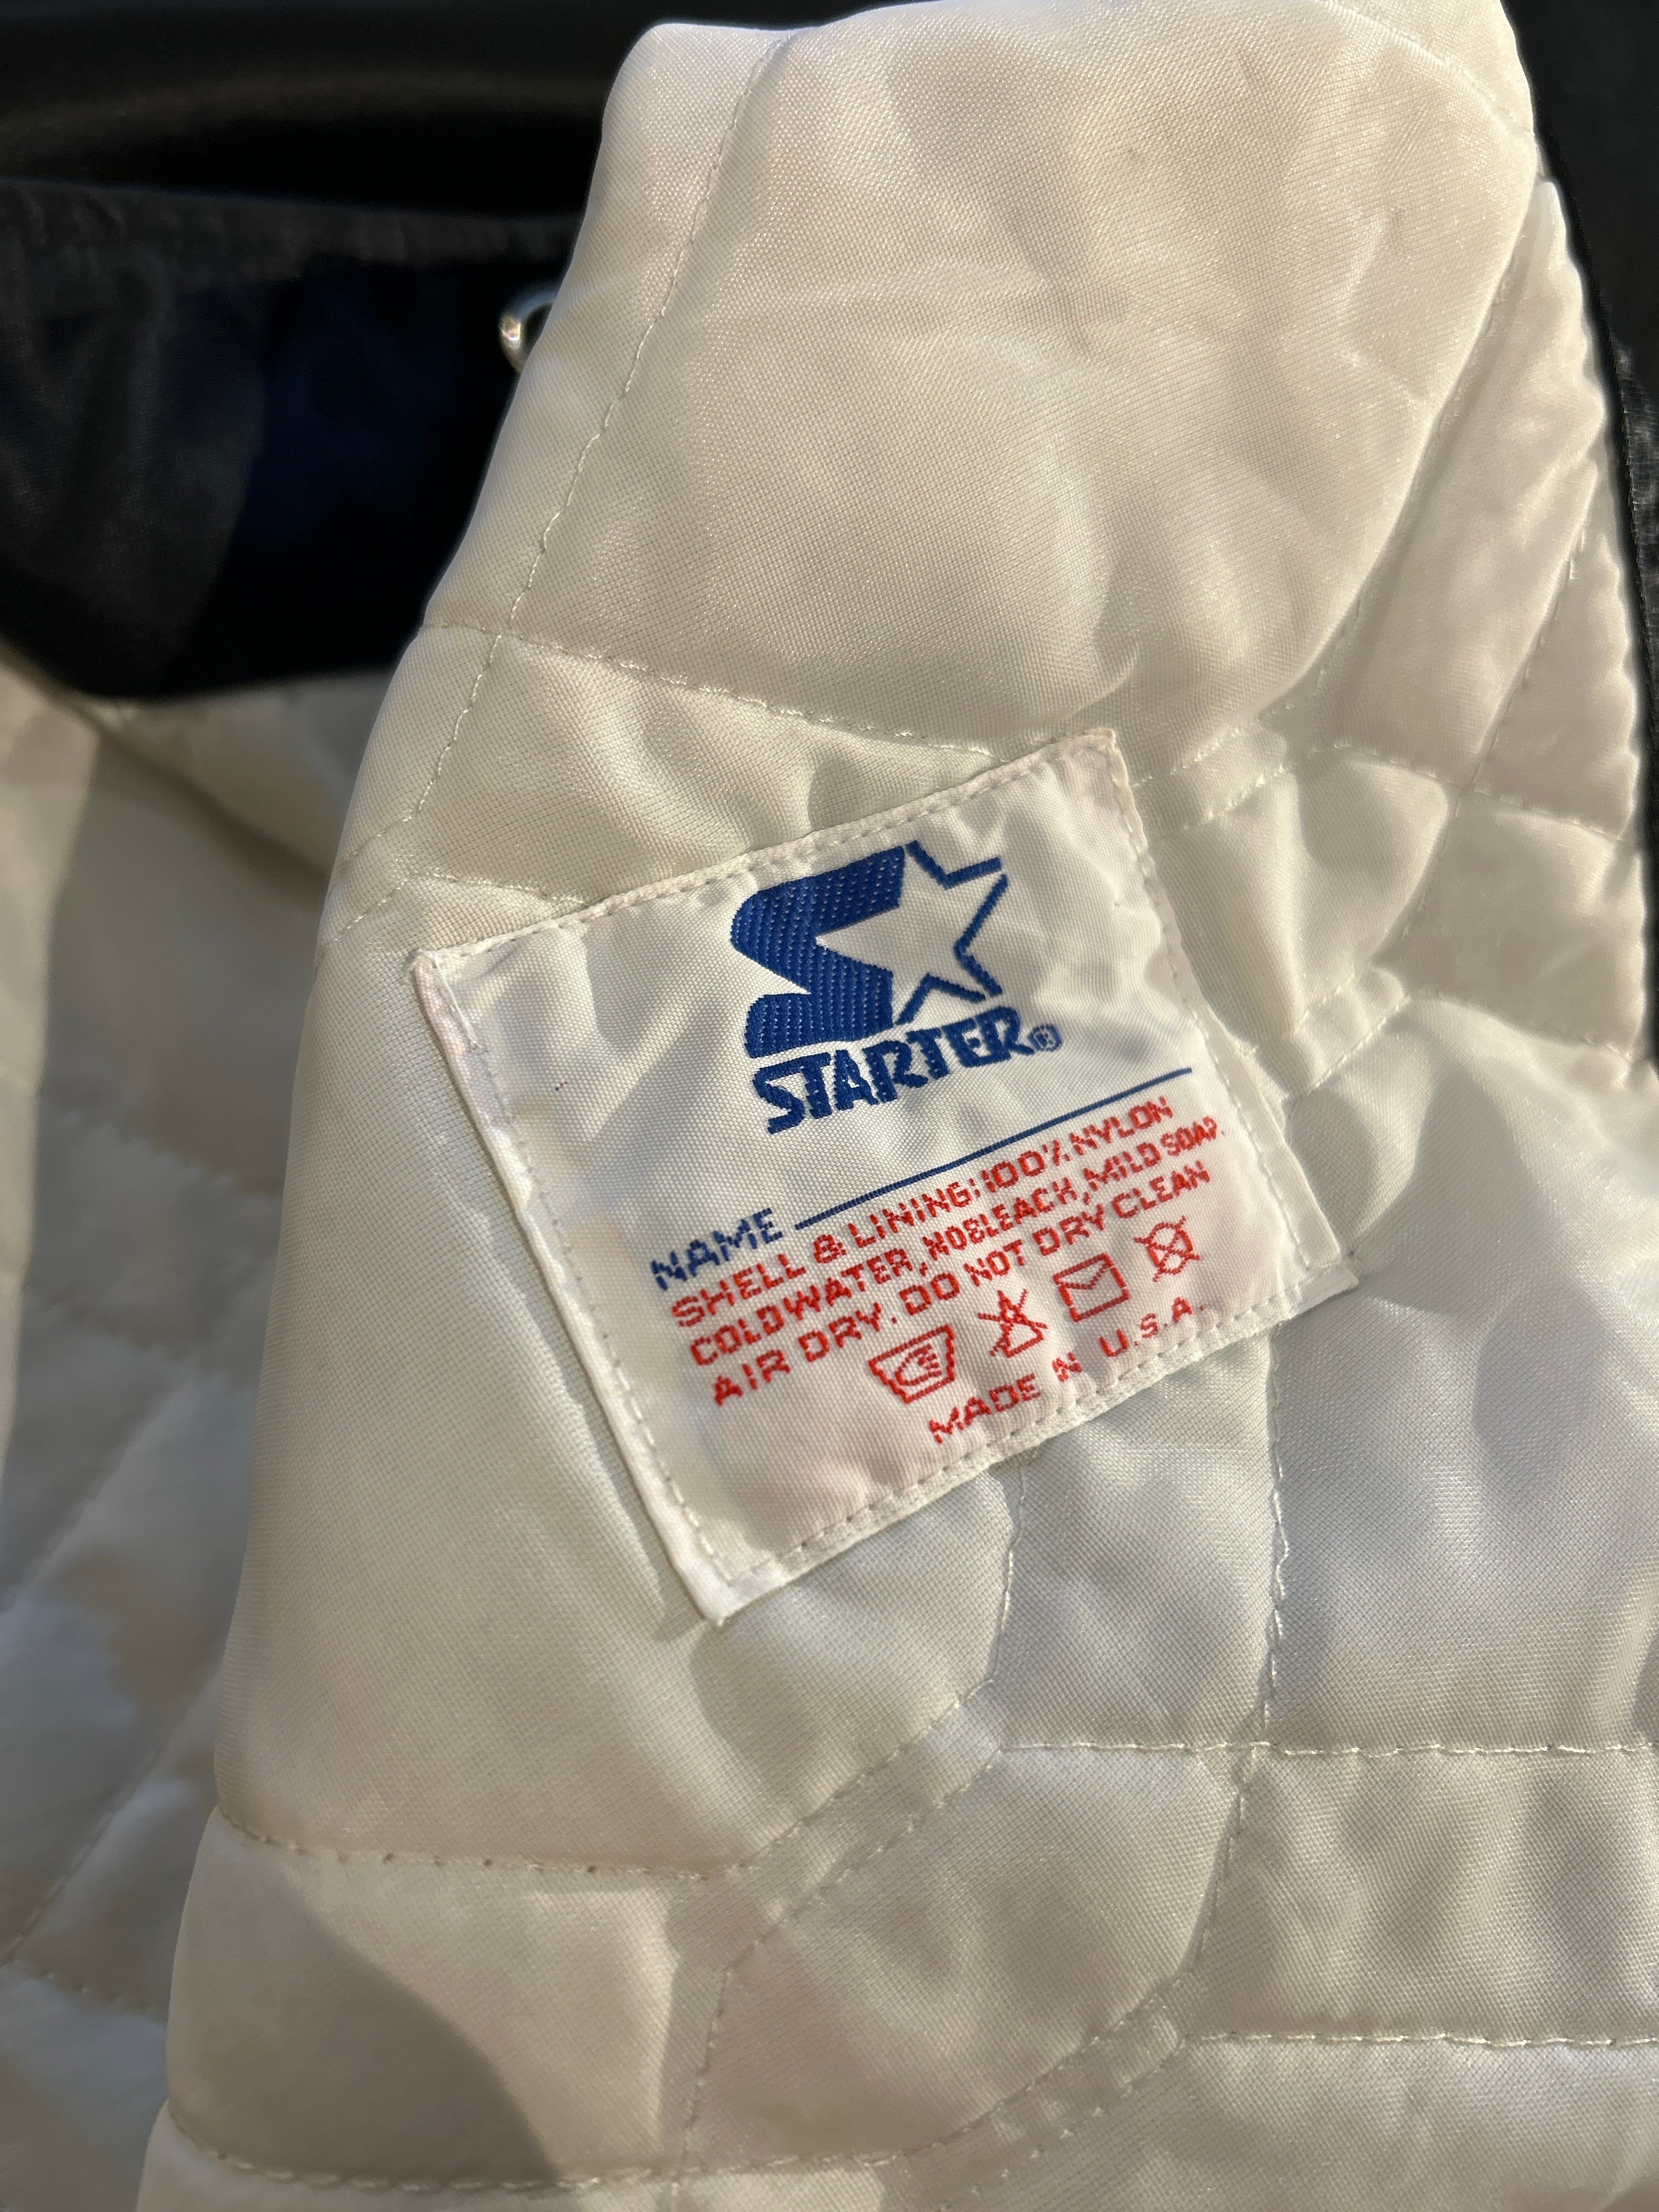 STARTER®
NAME
SHELL & LINING: 100% NYLON
COLDWATER, NOBLEACH, MILD SOAP.
AIR DRY. DO NOT DRY CLEAN
MADE IN U.S.A.